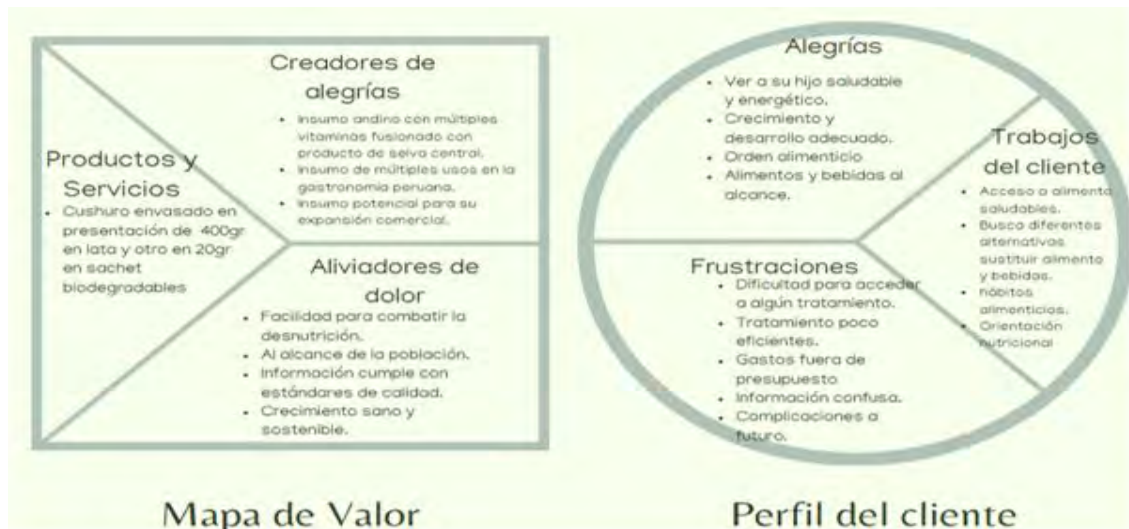 Creadores de
alegrías
• Insumo andino con múltiples
vitaminas fusionado con
producto de selva central.
• Insumo de múltiples usos en la
gastronomía peruana.
• Insumo potencial para su
expansión comercial.
Productos y
Servicios
• Cushuro envasado en
presentación de 400gr
en lata y otro en 20gr
en sachet
biodegradables
Aliviadores de
dolor
• Facilidad para combatir la
desnutrición.
• Al alcance de la población.
• Información cumple con
estándares de calidad.
• Crecimiento sano y
sostenible.
Mapa de Valor
Alegrías
• Ver a su hijo saludable
y energético.
• Crecimiento y
desarrollo adecuado.
• Orden alimenticio
• Alimentos y bebidas al
alcance.
Trabajos
del cliente
• Acceso a alimento
saludables.
• Busca diferentes
alternativas
sustituir alimento
y bebidas.
• hábitos
alimenticios.
• Orientación
nutricional
Frustraciones
• Dificultad para acceder
a algún tratamiento.
• Tratamiento poco
eficientes.
• Gastos fuera de
presupuesto
• Información confusa.
• Complicaciones a
futuro.
Perfil del cliente